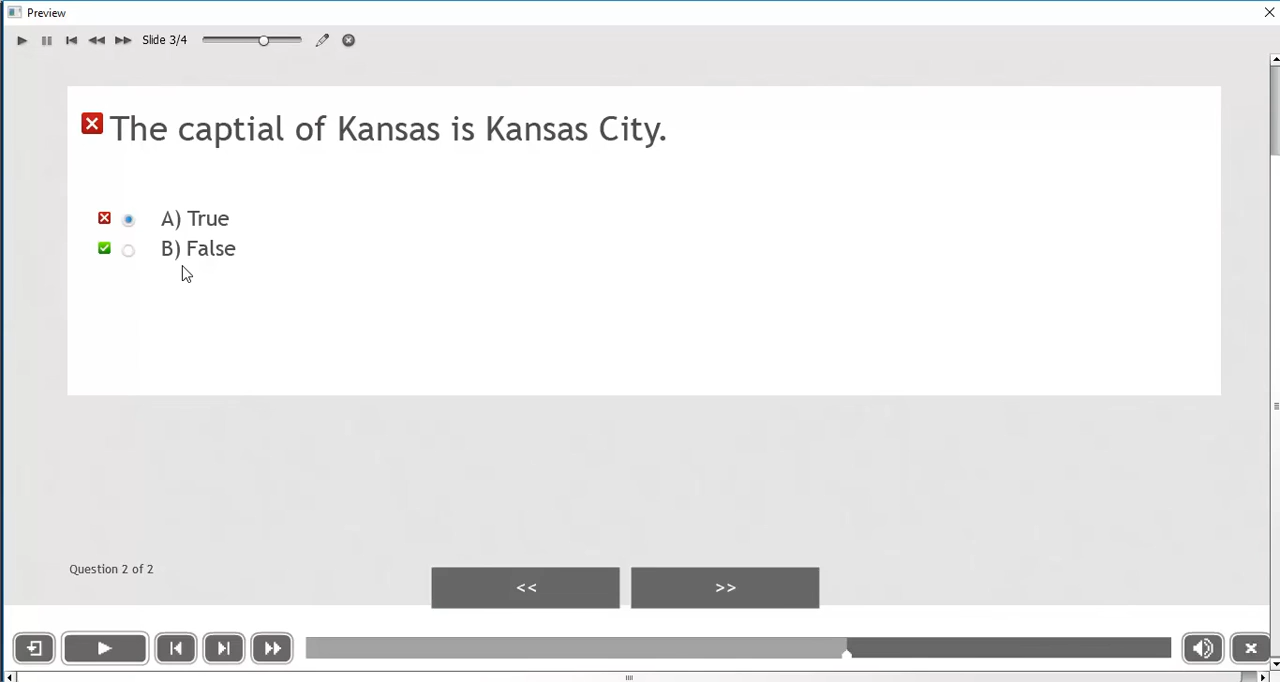 Preview
Slide 3/4
The captial of Kansas is Kansas City.
A) True
B) False
Question 2 of 2
<< >>